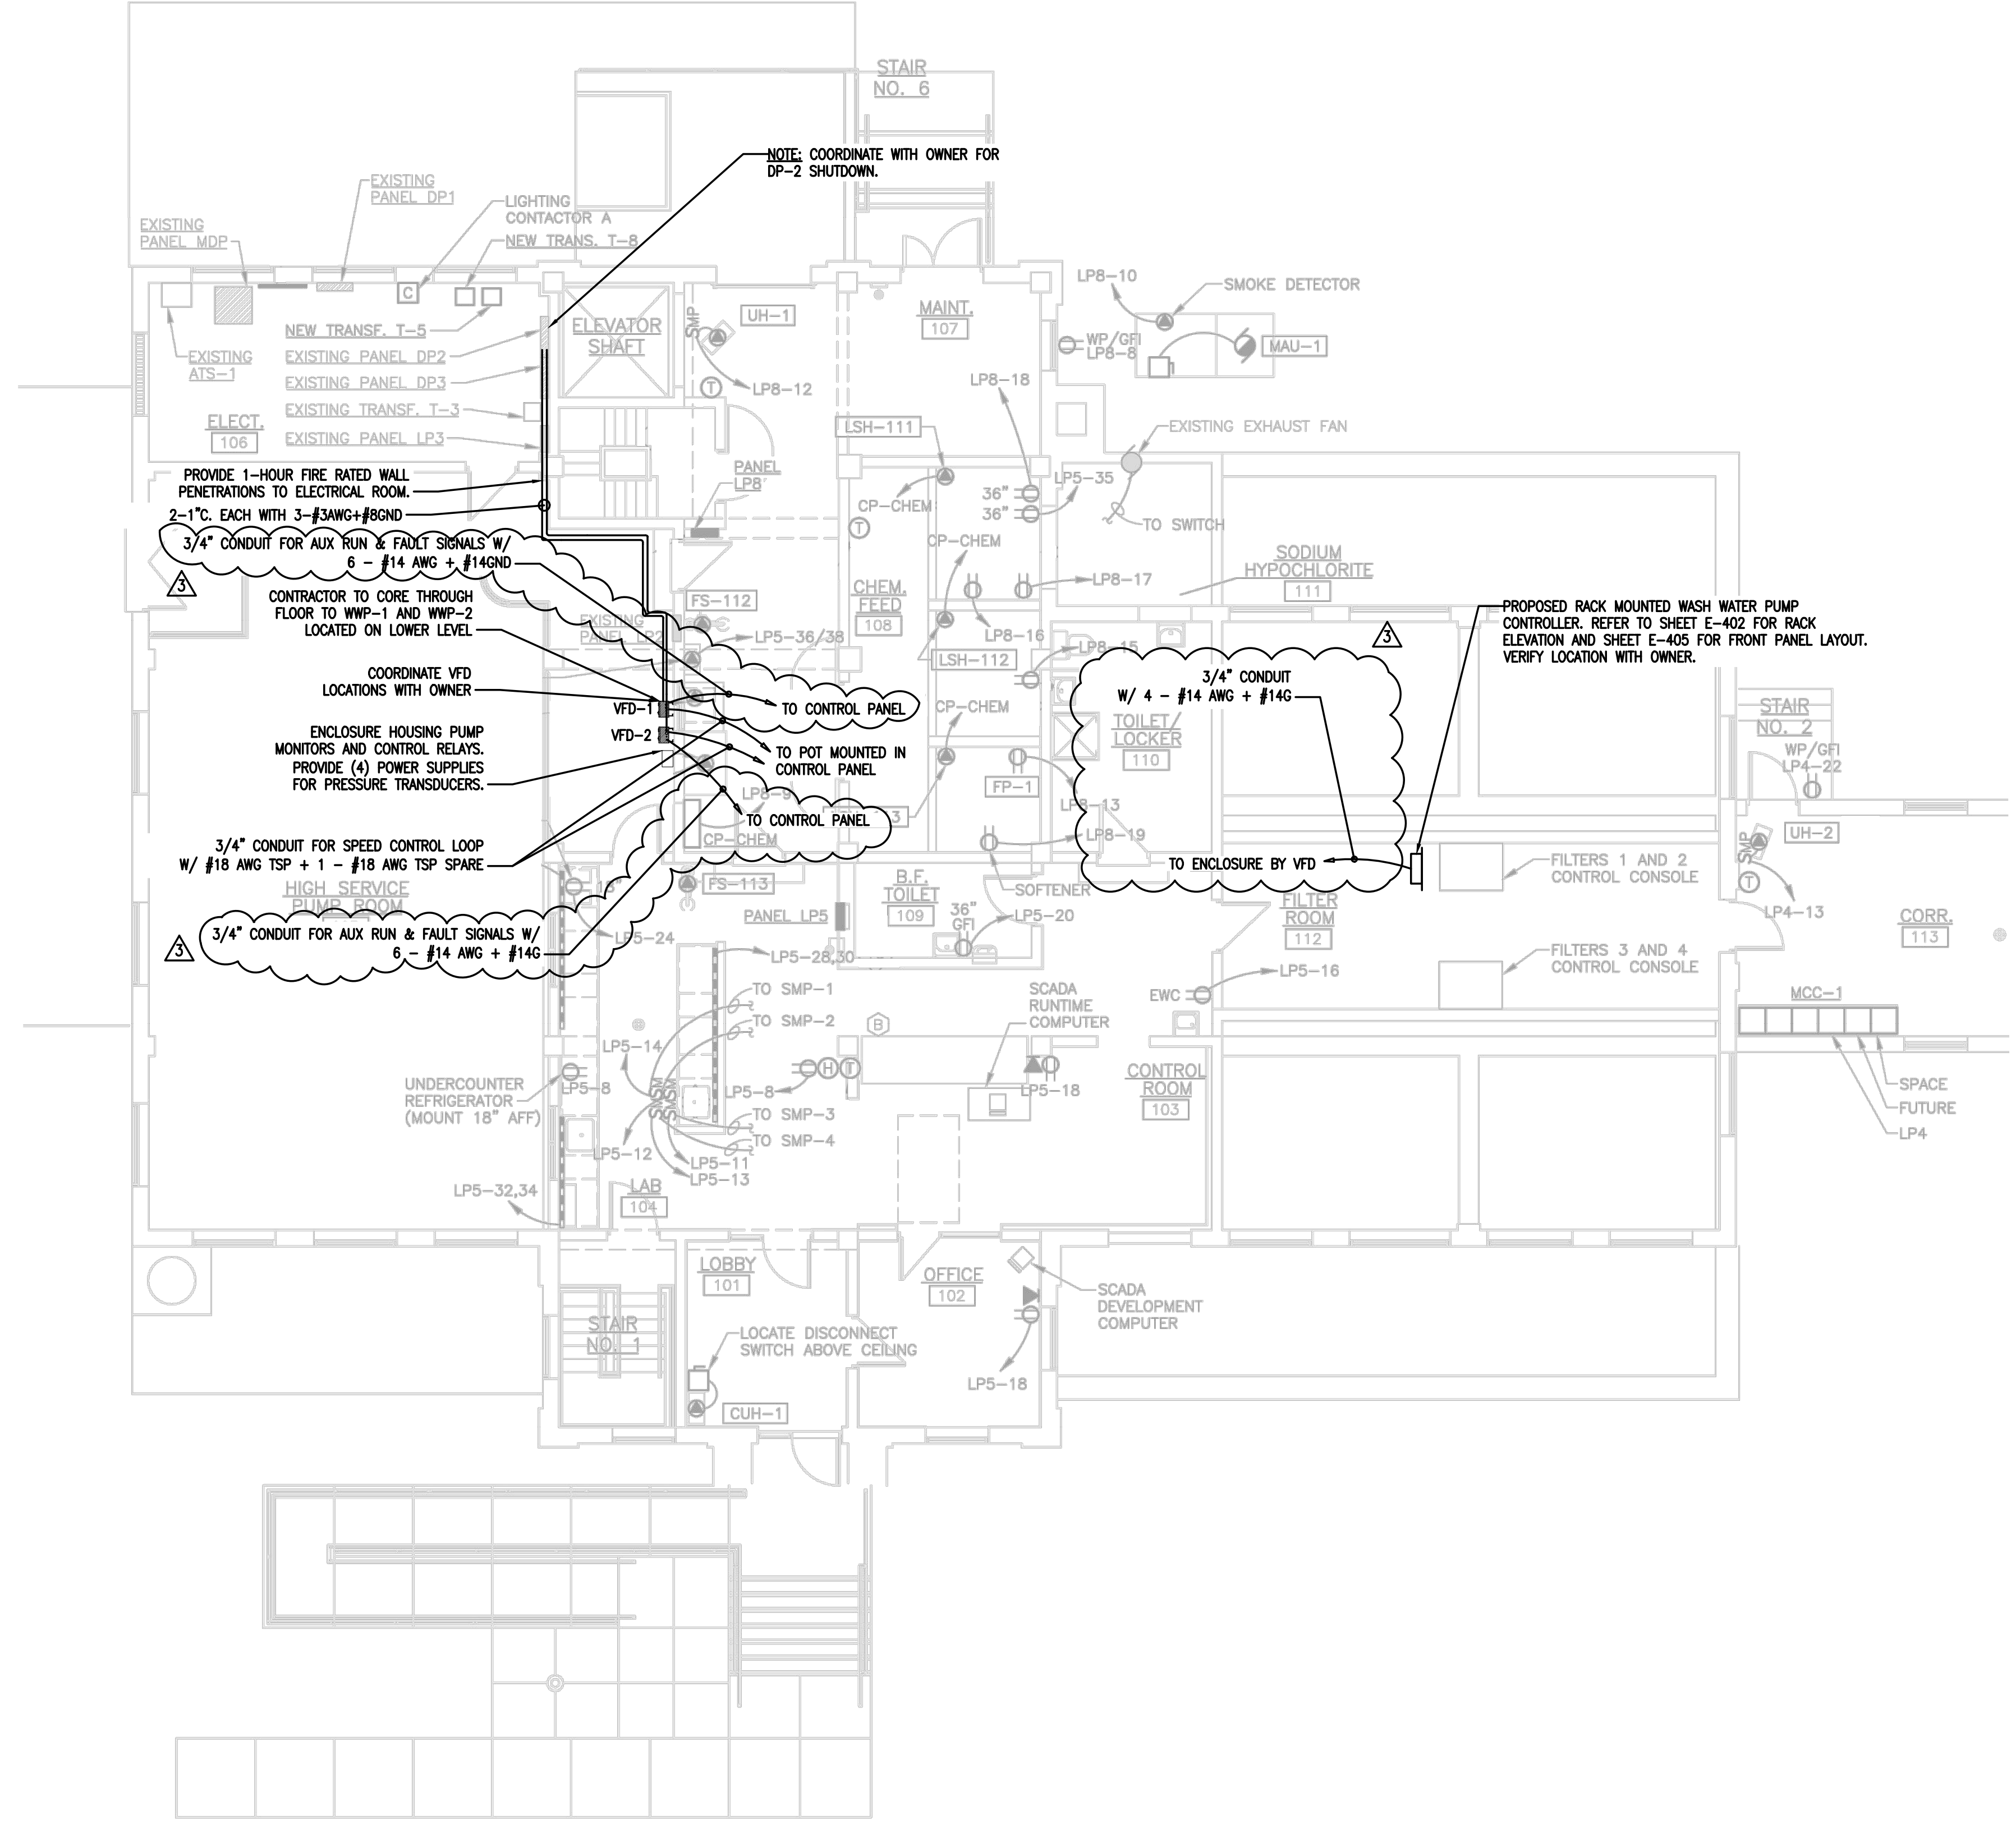 STAIR
NO. 6
NOTE: COORDINATE WITH OWNER FOR
DP-2 SHUTDOWN.
EXISTING
PANEL DP1
LIGHTING
CONTACTOR A
NEW TRANS. T-8
EXISTING
PANEL MDP
C
NEW TRANSF. T-5
EXISTING PANEL DP2
EXISTING PANEL DP3
EXISTING TRANSF. T-3
EXISTING PANEL LP3
EXISTING
ATS-1
ELECT.
106
ELEVATOR
SHAFT
SMP
UH-1
T
LP8-12
MAINT.
107
LP8-10
SMOKE DETECTOR
WP/GFI
LP8-8
MAU-1
LP8-18
LSH-111
EXISTING EXHAUST FAN
PANEL
LP8
CP-CHEM
36"
36"
LP5-35
TO SWITCH
T
CP-CHEM
PROVIDE 1-HOUR FIRE RATED WALL
PENETRATIONS TO ELECTRICAL ROOM.
2-1"C. EACH WITH 3-#3AWG+#8GND
3/4" CONDUIT FOR AUX RUN & FAULT SIGNALS W/
6 - #14 AWG + #14GND
3
CONTRACTOR TO CORE THROUGH
FLOOR TO WWP-1 AND WWP-2
LOCATED ON LOWER LEVEL
EXISTING
PANEL LP2
FS-112
LP5-36/38
CHEM.
FEED
108
LP8-17
LP8-16
LSH-112
LP8-15
SODIUM
HYPOCHLORITE
111
PROPOSED RACK MOUNTED WASH WATER PUMP
CONTROLLER. REFER TO SHEET E-402 FOR RACK
ELEVATION AND SHEET E-405 FOR FRONT PANEL LAYOUT.
VERIFY LOCATION WITH OWNER.
3
3/4" CONDUIT
W/ 4 - #14 AWG + #14G
COORDINATE VFD
LOCATIONS WITH OWNER
VFD-1
TO CONTROL PANEL
CP-CHEM
TOILET/
LOCKER
110
STAIR
NO. 2
ENCLOSURE HOUSING PUMP
MONITORS AND CONTROL RELAYS.
PROVIDE (4) POWER SUPPLIES
FOR PRESSURE TRANSDUCERS.
VFD-2
TO POT MOUNTED IN
CONTROL PANEL
WP/GFI
LP4-22
FP-1
LP8-9
LP8-13
TO CONTROL PANEL
3
CP-CHEM
LP8-19
SMP
UH-2
3/4" CONDUIT FOR SPEED CONTROL LOOP
W/ #18 AWG TSP + 1 - #18 AWG TSP SPARE
TO ENCLOSURE BY VFD
FILTERS 1 AND 2
CONTROL CONSOLE
T
LP4-13
HIGH SERVICE
PUMP ROOM
18"
FS-113
B.F.
TOILET
109
SOFTENER
36"
GFI
LP5-20
PANEL LP5
FILTER
ROOM
112
CORR.
113
3
3/4" CONDUIT FOR AUX RUN & FAULT SIGNALS W/
6 - #14 AWG + #14G
LP5-24
LP5-28,30
FILTERS 3 AND 4
CONTROL CONSOLE
LP5-16
EWC
TO SMP-1
TO SMP-2
SCADA
RUNTIME
COMPUTER
MCC-1
B
LP5-14
LP5-8
H
T
LP5-8
LP5-18
UNDERCOUNTER
REFRIGERATOR
(MOUNT 18" AFF)
CONTROL
ROOM
103
SPACE
FUTURE
LP4
TO SMP-3
TO SMP-4
LP5-12
LP5-11
LP5-13
LP5-32,34
LAB
104
LOBBY
101
OFFICE
102
SCADA
DEVELOPMENT
COMPUTER
STAIR
NO. 1
LOCATE DISCONNECT
SWITCH ABOVE CEILING
LP5-18
CUH-1